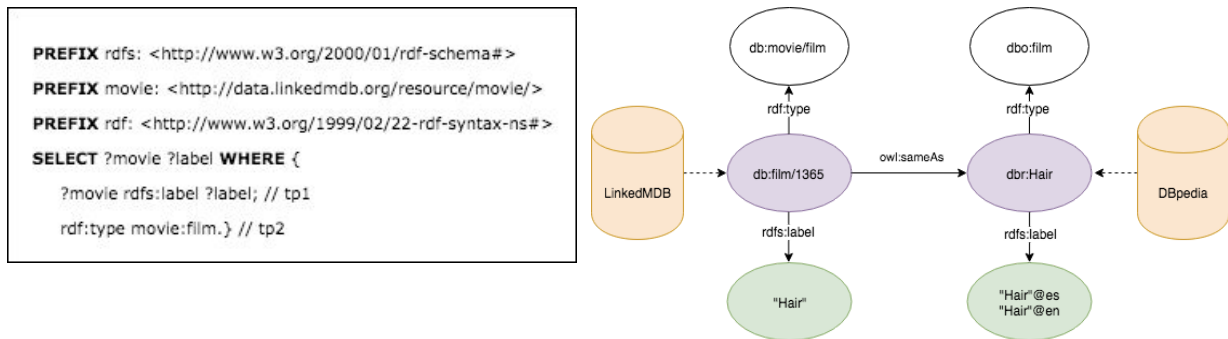 PREFIX rdfs: <http://www.w3.org/2000/01/rdf-schema#>
PREFIX movie: <http://data.linkedmdb.org/resource/movie/>
PREFIX rdf: <http://www.w3.org/1999/02/22-rdf-syntax-ns#>
SELECT ?movie ?label WHERE {
?movie rdfs:label ?label; // tp1
rdf:type movie:film.} // tp2
db:movie/film
dbo:film
rdf:type
rdf:type
LinkedMDB
db:film/1365
owl:sameAs
dbr:Hair
DBpedia
rdfs:label
rdfs:label
"Hair"
"Hair"@es
"Hair"@en